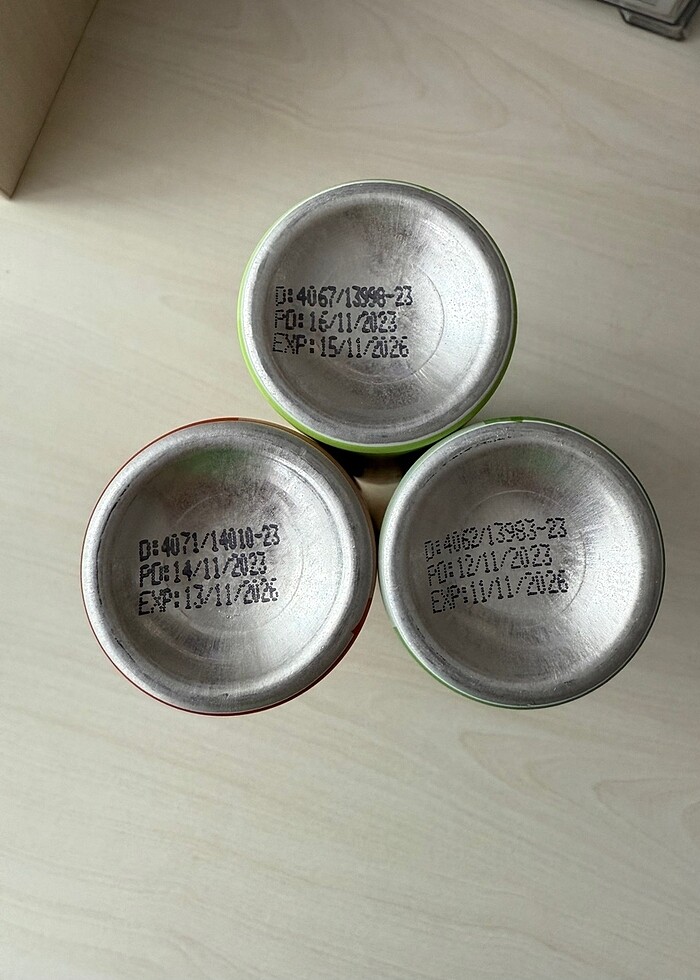 D:4067/13998-23
PD:16/11/2023
EXP:15/11/2026
D:4071/14010-23
PD:14/11/2023
EXP:13/11/2026
D:4062/13983-23
PD:12/11/2023
EXP:11/11/2026